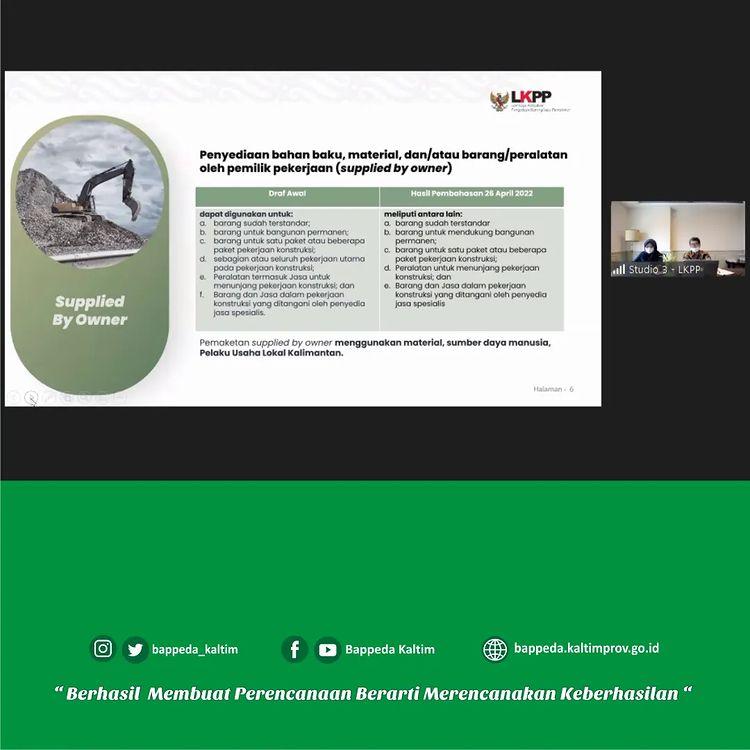 LKPP
Penyediaan bahan baku, material, dan/atau barang/peralatan
oleh pemilik pekerjaan (supplied by owner)
Draf Awal
dapat digunakan untuk:
a. barang sudah terstandar;
b. barang untuk bangunan permanen;
c. barang untuk satu paket atau beberapa
paket pekerjaan konstruksi;
d. sebagian atau seluruh pekerjaan utama
pada pekerjaan konstruksi;
e. Peralatan termasuk Jasa untuk
menunjang pekerjaan konstruksi; dan
f. Barang dan Jasa dalam pekerjaan
konstruksi yang ditangani oleh penyedia
jasa spesialis.
Hasil Pembahasan 26 April 2022
meliputi antara lain:
a. barang sudah terstandar
b. barang untuk mendukung bangunan
permanen;
c. barang untuk satu paket atau beberapa
paket pekerjaan konstruksi;
d. Peralatan untuk menunjang pekerjaan
konstruksi; dan
e. Barang dan Jasa dalam pekerjaan
konstruksi yang ditangani oleh penyedia
jasa spesialis
Supplied
By Owner
Pemaketan supplied by owner menggunakan material, sumber daya manusia,
Pelaku Usaha Lokal Kalimantan.
Halaman - 6
Studio 3 - LKPP
bappeda_kaltim
Bappeda Kaltim
bappeda.kaltimprov.go.id
“ Berhasil Membuat Perencanaan Berarti Merencanakan Keberhasilan “